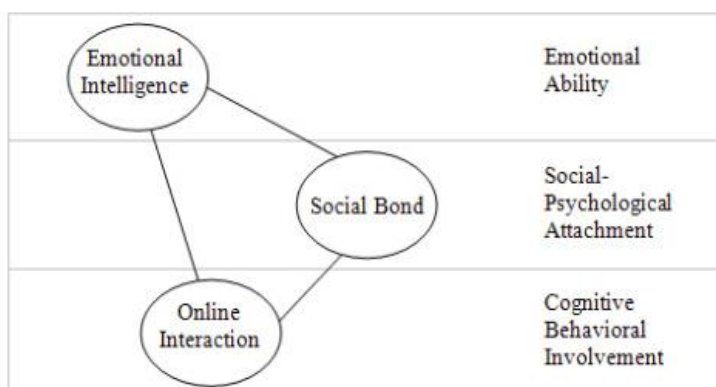 Emotional
Intelligence
Emotional
Ability
Social Bond
Social-
Psychological
Attachment
Online
Interaction
Cognitive
Behavioral
Involvement